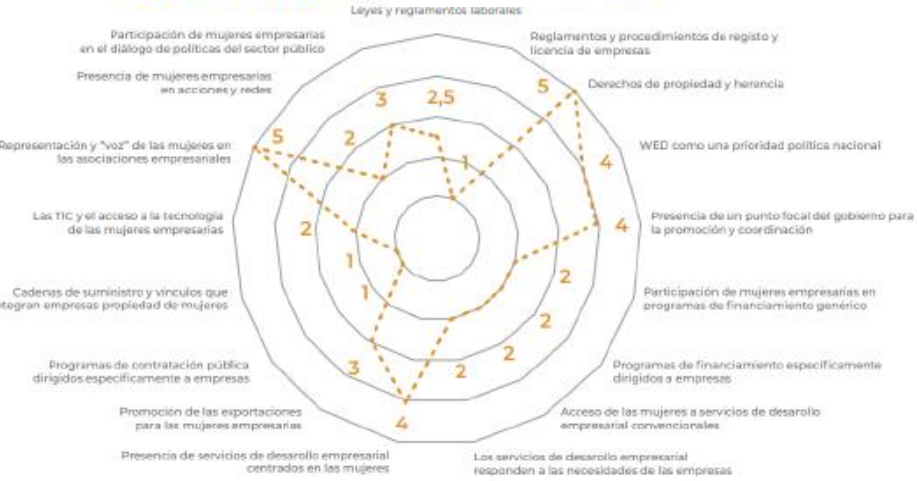 Leyes y reglamentos laborales
Participación de mujeres empresarias
en el diálogo de políticas del sector público
Reglamentos y procedimientos de registo y
licencia de empresas
Presencia de mujeres empresarias
en acciones y redes
Derechos de propiedad y herencia
Representación y "voz" de las mujeres en
las asociaciones empresariales
WED como una prioridad política nacional
Las TIC y el acceso a la tecnología
de las mujeres empresarias
Presencia de un punto focal del gobierno para
la promoción y coordinación
Cadenas de suministro y vínculos que
integran empresas propiedad de mujeres
Participación de mujeres empresarias en
programas de financiamiento genérico
Programas de contratación pública
dirigidos específicamente a empresas
Programas de financiamiento específicamente
dirigidos a empresas
Promoción de las exportaciones
para las mujeres empresarias
Acceso de las mujeres a servicios de desarollo
empresarial convencionales
Presencia de servicios de desarollo empresarial
centrados en las mujeres
Los servicios de desarollo empresarial
responden a las necesidades de las empresas
2,5
1
5
4
4
2
2
2
2
4
3
1
1
2
5
2
3